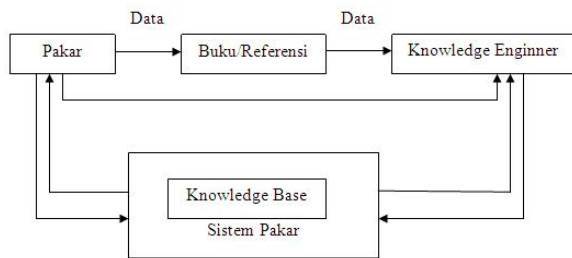 Data
Data
Pakar
Buku/Referensi
Knowledge Enginner
Knowledge Base
Sistem Pakar